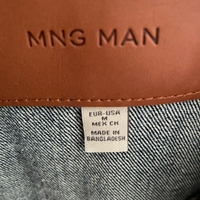 MNG MAN
EUR-USA
M
MEX CH
MADE IN
BANGLADESH